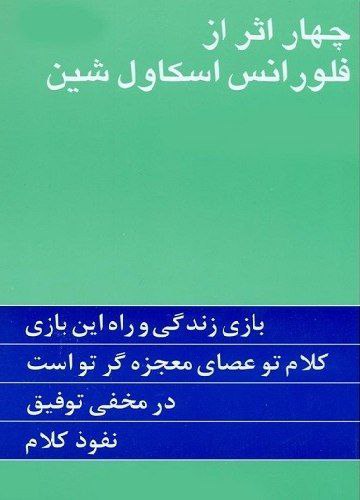 چهار اثر از
فلورانس اسکاول شین
بازی زندگی و راه این بازی
کلام تو عصای معجزه گر تو است
در مخفی توفیق
نفوذ کلام